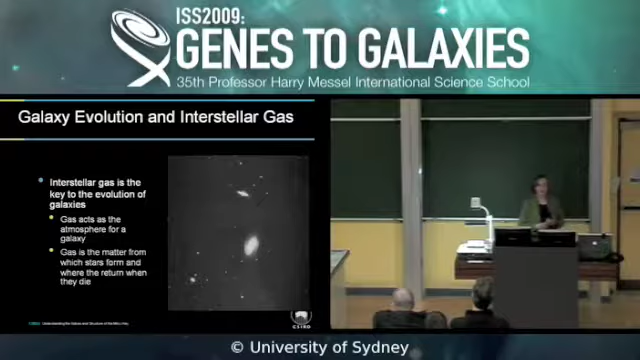 ISS2009:
GENES TO GALAXIES
35th Professor Harry Messel International Science School
Galaxy Evolution and Interstellar Gas
Interstellar gas is the
key to the evolution of
galaxies
Gas acts as the
atmosphere for a
galaxy
Gas is the matter from
which stars form and
where the return when
they die
CSIRO
© University of Sydney